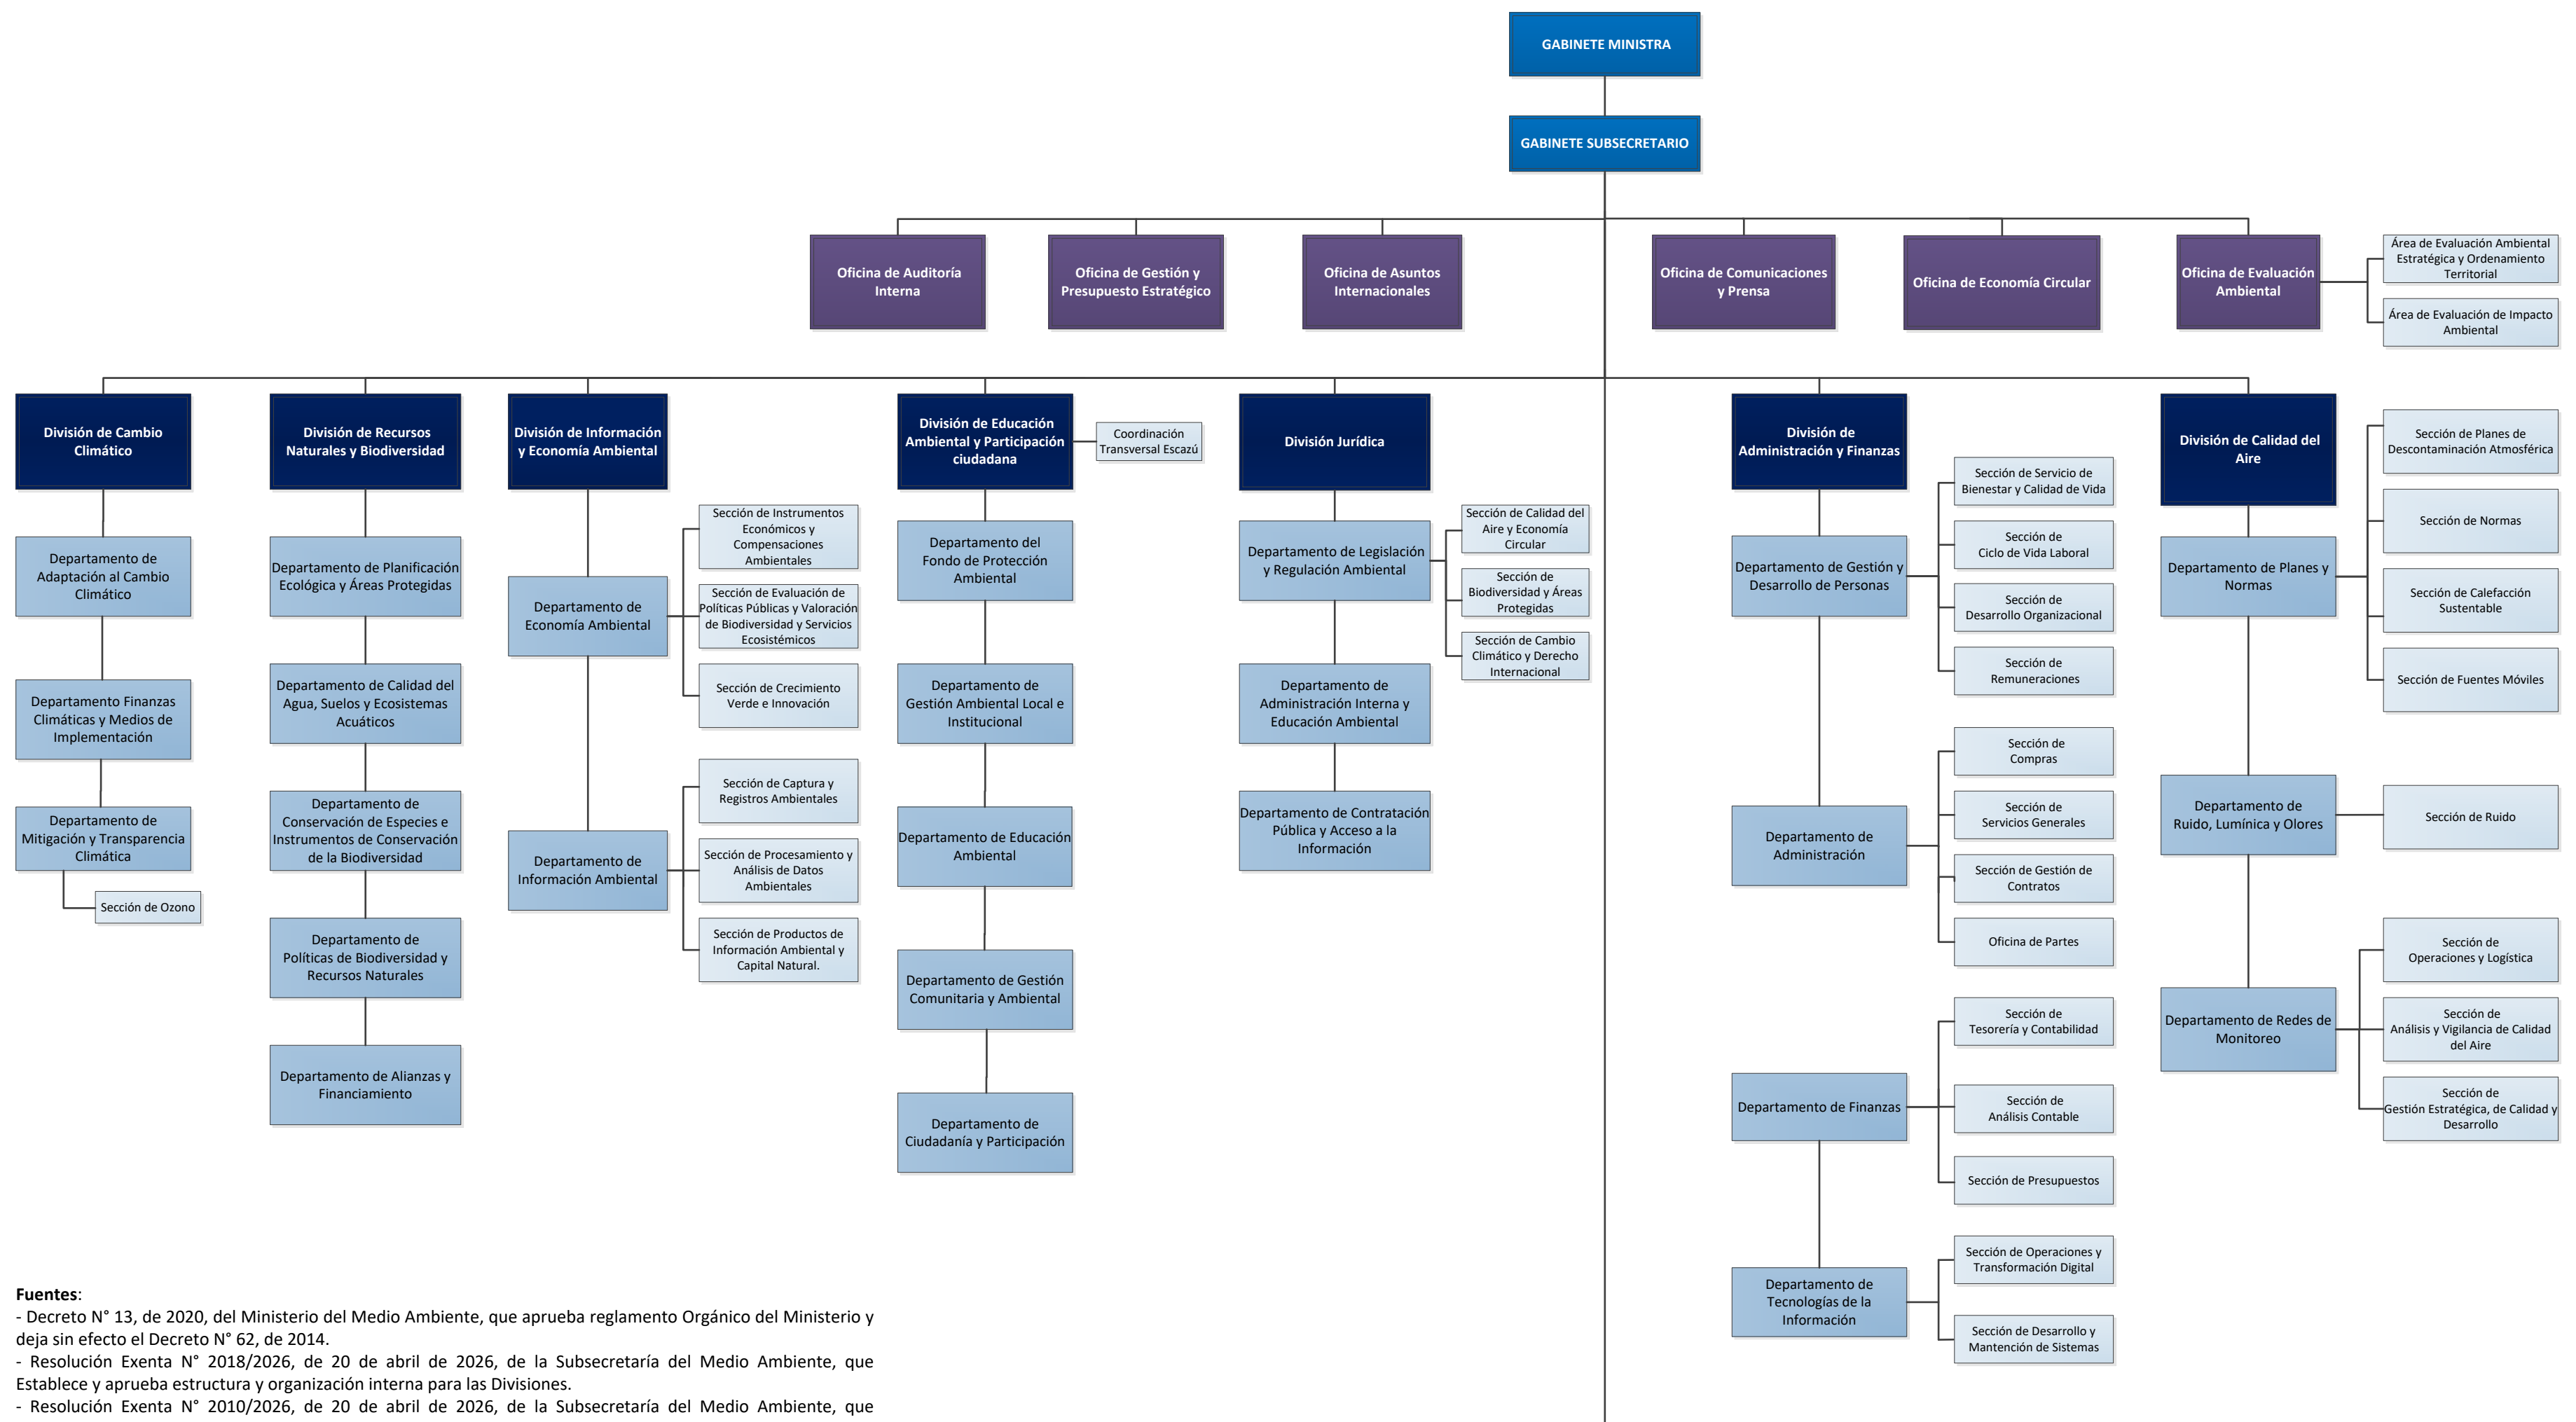 GABINETE MINISTRA
GABINETE SUBSECRETARIO
Oficina de Auditoría
Interna
Oficina de Gestión y
Presupuesto Estratégico
Oficina de Asuntos
Internacionales
Oficina de Comunicaciones
y Prensa
Oficina de Economía Circular
Oficina de Evaluación
Ambiental
Área de Evaluación Ambiental
Estratégica y Ordenamiento
Territorial
Área de Evaluación de Impacto
Ambiental
División de Cambio
Climático
Departamento de
Adaptación al Cambio
Climático
Departamento Finanzas
Climáticas y Medios de
Implementación
Departamento de
Mitigación y Transparencia
Climática
Sección de Ozono
División de Recursos
Naturales y Biodiversidad
Departamento de Planificación
Ecológica y Áreas Protegidas
Departamento de Calidad del
Agua, Suelos y Ecosistemas
Acuáticos
Departamento de
Conservación de Especies e
Instrumentos de Conservación
de la Biodiversidad
Departamento de
Políticas de Biodiversidad y
Recursos Naturales
Departamento de Alianzas y
Financiamiento
División de Información
y Economía Ambiental
Departamento de
Economía Ambiental
Sección de Instrumentos
Económicos y
Compensaciones
Ambientales
Sección de Evaluación de
Políticas Públicas y Valoración
de Biodiversidad y Servicios
Ecosistémicos
Sección de Crecimiento
Verde e Innovación
Departamento de
Información Ambiental
Sección de Captura y
Registros Ambientales
Sección de Procesamiento y
Análisis de Datos
Ambientales
Sección de Productos de
Información Ambiental y
Capital Natural.
División de Educación
Ambiental y Participación
ciudadana
Coordinación
Transversal Escazú
Departamento del
Fondo de Protección
Ambiental
Departamento de
Gestión Ambiental Local e
Institucional
Departamento de Educación
Ambiental
Departamento de Gestión
Comunitaria y Ambiental
Departamento de
Ciudadanía y Participación
División Jurídica
Departamento de Legislación
y Regulación Ambiental
Sección de Calidad del
Aire y Economía
Circular
Sección de
Biodiversidad y Áreas
Protegidas
Sección de Cambio
Climático y Derecho
Internacional
Departamento de
Administración Interna y
Educación Ambiental
Departamento de Contratación
Pública y Acceso a la
Información
División de
Administración y Finanzas
Departamento de Gestión y
Desarrollo de Personas
Sección de Servicio de
Bienestar y Calidad de Vida
Sección de
Ciclo de Vida Laboral
Sección de
Desarrollo Organizacional
Sección de
Remuneraciones
Departamento de
Administración
Sección de
Compras
Sección de
Servicios Generales
Sección de Gestión de
Contratos
Oficina de Partes
Departamento de Finanzas
Sección de
Tesorería y Contabilidad
Sección de
Análisis Contable
Sección de Presupuestos
Departamento de
Tecnologías de la
Información
Sección de Operaciones y
Transformación Digital
Sección de Desarrollo y
Mantención de Sistemas
División de Calidad del
Aire
Departamento de Planes y
Normas
Sección de Planes de
Descontaminación Atmosférica
Sección de Normas
Sección de Calefacción
Sustentable
Sección de Fuentes Móviles
Departamento de
Ruido, Lumínica y Olores
Sección de Ruido
Departamento de Redes de
Monitoreo
Sección de
Operaciones y Logística
Sección de
Análisis y Vigilancia de Calidad
del Aire
Sección de
Gestión Estratégica, de Calidad y
Desarrollo
Fuentes:
- Decreto N° 13, de 2020, del Ministerio del Medio Ambiente, que aprueba reglamento Orgánico del Ministerio y
deja sin efecto el Decreto N° 62, de 2014.
- Resolución Exenta N° 2018/2026, de 20 de abril de 2026, de la Subsecretaría del Medio Ambiente, que
Establece y aprueba estructura y organización interna para las Divisiones.
- Resolución Exenta N° 2010/2026, de 20 de abril de 2026, de la Subsecretaría del Medio Ambiente, que